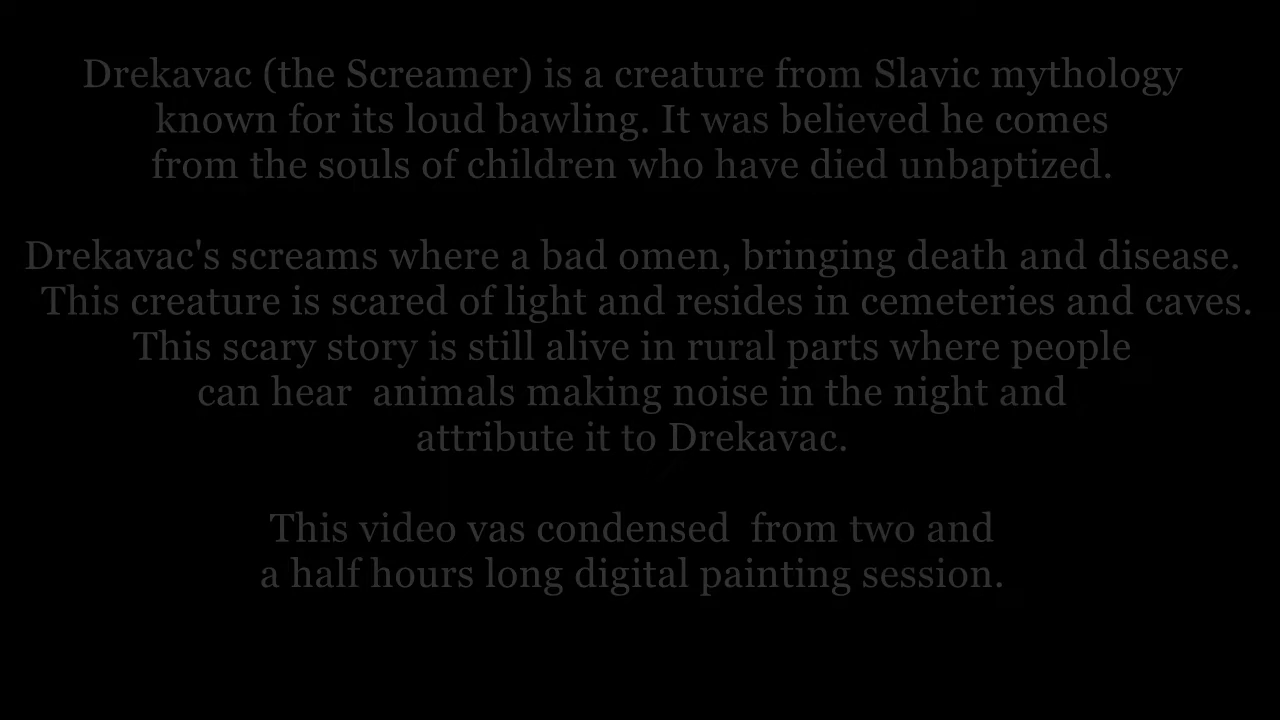 Drekavac (the Screamer) is a creature from Slavic mythology
known for its loud bawling. It was believed he comes
from the souls of children who have died unbaptized.
Drekavac's screams where a bad omen, bringing death and disease.
This creature is scared of light and resides in cemeteries and caves.
This scary story is still alive in rural parts where people
can hear  animals making noise in the night and
attribute it to Drekavac.
This video vas condensed  from two and
a half hours long digital painting session.